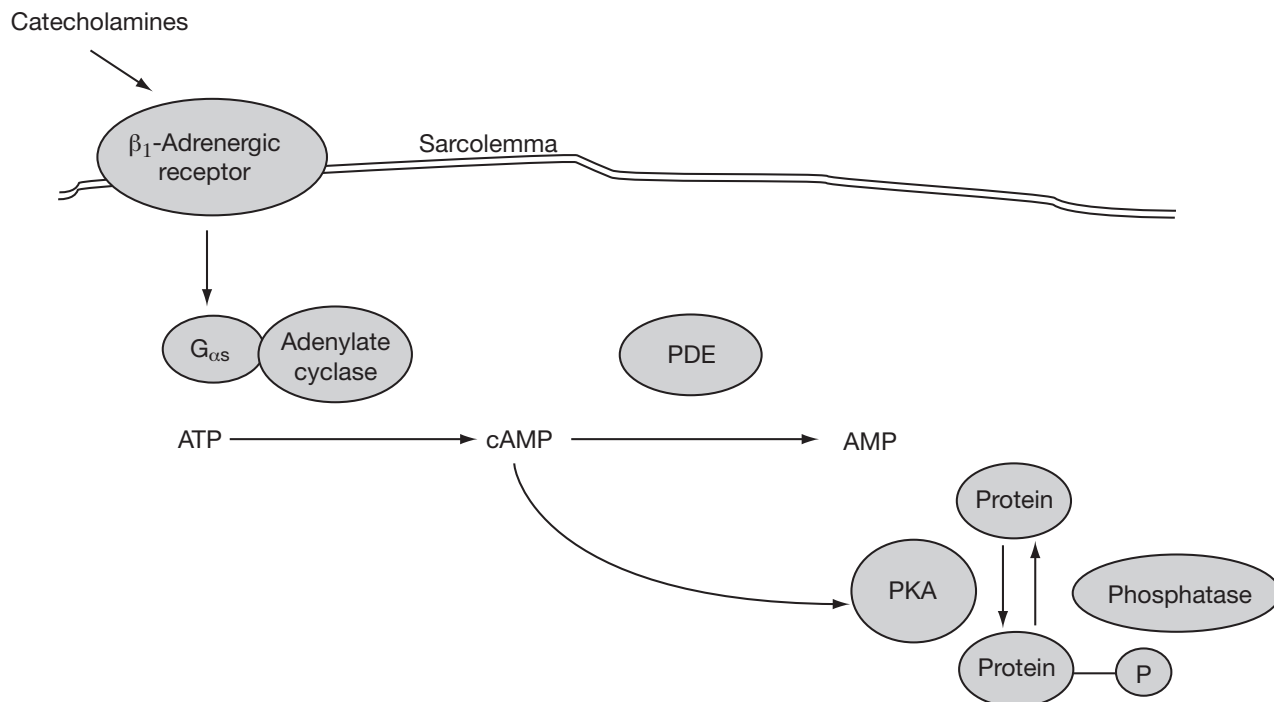 Catecholamines
β₁-Adrenergic
receptor
Sarcolemma
Gαs
Adenylate
cyclase
PDE
ATP
cAMP
AMP
Protein
PKA
Phosphatase
Protein
P